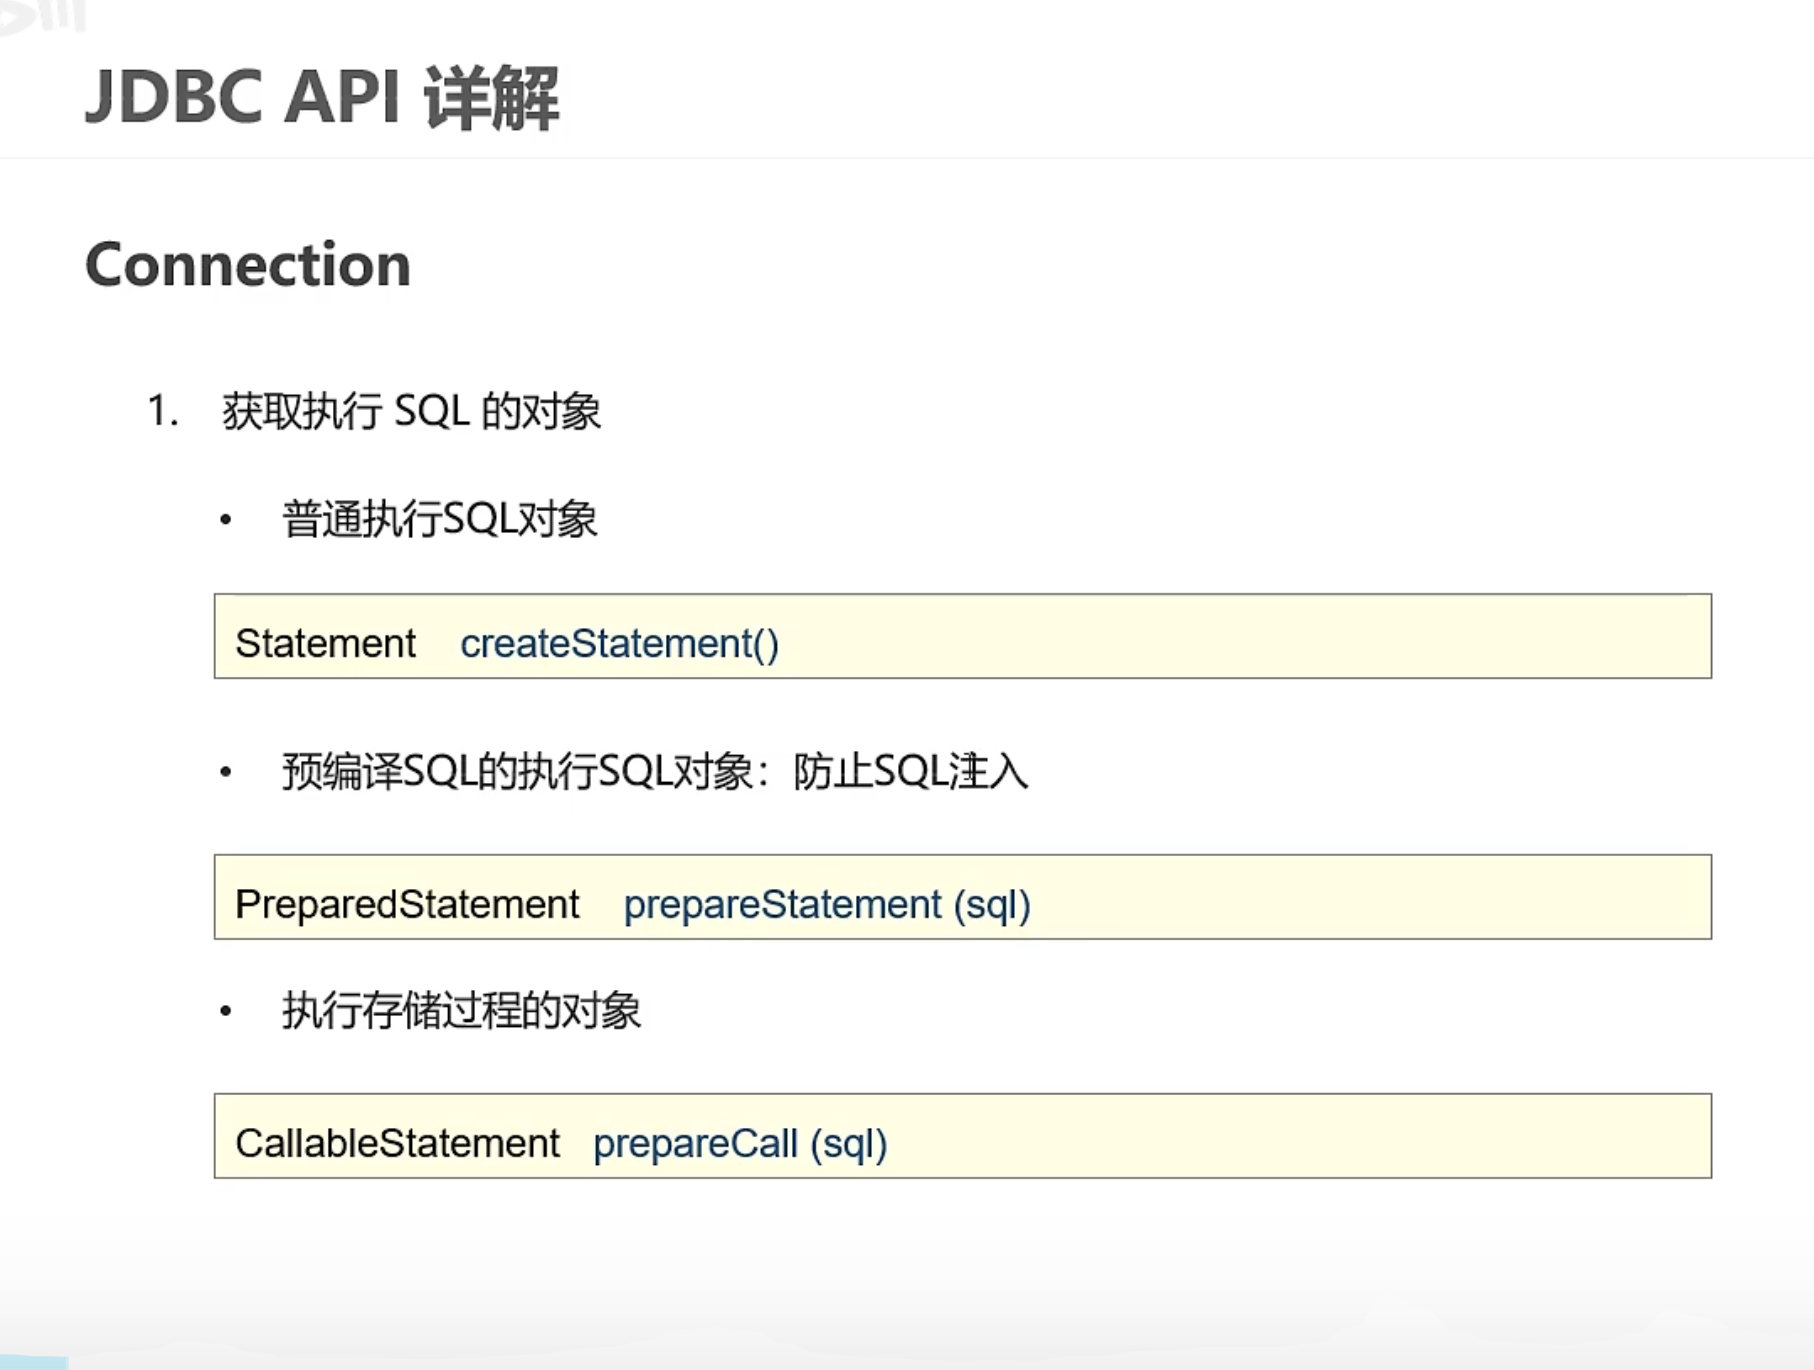 JDBC API 详解
Connection
1. 获取执行 SQL 的对象
• 普通执行SQL对象
Statement createStatement()
• 预编译SQL的执行SQL对象：防止SQL注入
PreparedStatement prepareStatement (sql)
• 执行存储过程的对象
CallableStatement prepareCall (sql)